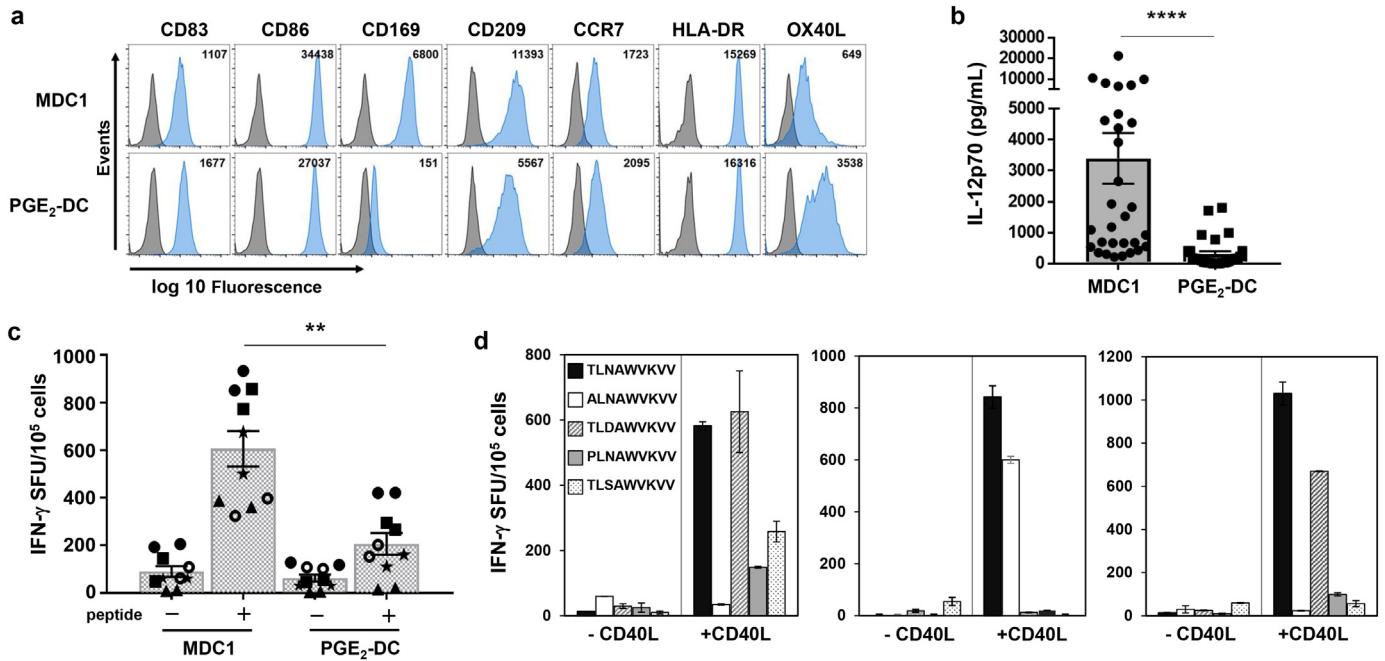 a
CD83 CD86 CD169 CD209 CCR7 HLA-DR OX40L
MDC1
1107 34438 6800 11393 1723 15269 649
PGE2-DC
1677 27037 151 5567 2095 16316 3538
Events
log 10 Fluorescence
b
****
IL-12p70 (pg/mL)
30000
20000
10000
5000
4000
3000
2000
1000
0
MDC1 PGE2-DC
c
**
IFN-γ SFU/10⁵ cells
1000
800
600
400
200
0
peptide − + − +
MDC1 PGE2-DC
d
IFN-γ SFU/10⁵ cells
800
600
400
200
0
TLNAWVKVV
ALNAWVKVV
TLDAWVKVV
PLNAWVKVV
TLSAWVKVV
- CD40L +CD40L
1000
800
600
400
200
0
- CD40L +CD40L
1200
1000
800
600
400
200
0
- CD40L +CD40L